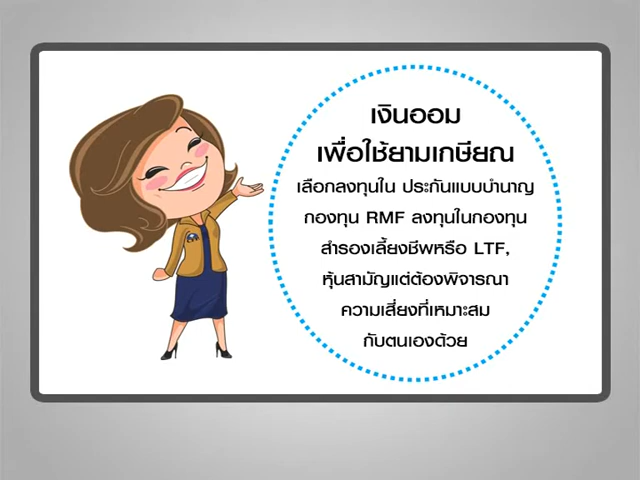 เงินออม
เพื่อใช้ยามเกษียณ
เลือกลงทุนใน ประกันแบบบำนาญ
กองทุน RMF ลงทุนในกองทุน
สำรองเลี้ยงชีพหรือ LTF,
หุ้นสามัญแต่ต้องพิจารณา
ความเสี่ยงที่เหมาะสม
กับตนเองด้วย